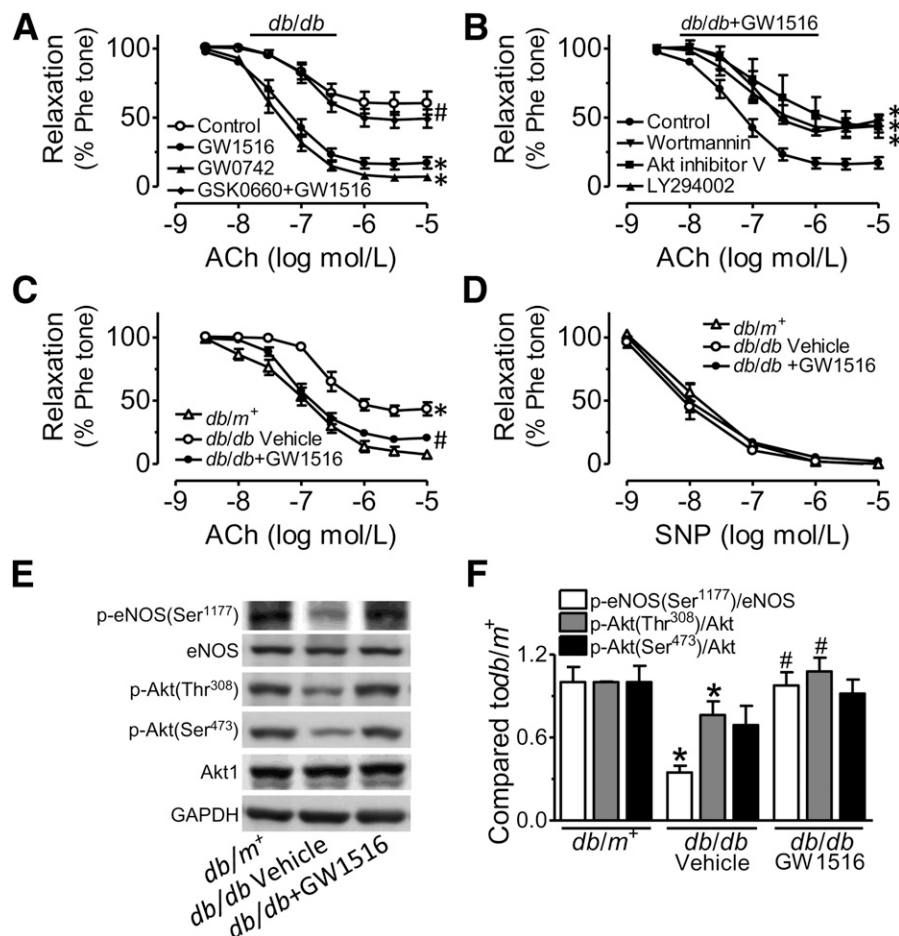 A
db/db
Relaxation
(% Phe tone)
100
50
0
Control
GW1516
GW0742
GSK0660+GW1516
#
*
*
-9 -8 -7 -6 -5
ACh (log mol/L)
B
db/db+GW1516
Relaxation
(% Phe tone)
100
50
0
Control
Wortmannin
Akt inhibitor V
LY294002
*
*
*
-9 -8 -7 -6 -5
ACh (log mol/L)
C
Relaxation
(% Phe tone)
100
50
0
db/m+
db/db Vehicle
db/db+GW1516
*
#
-9 -8 -7 -6 -5
ACh (log mol/L)
D
Relaxation
(% Phe tone)
100
50
0
db/m+
db/db Vehicle
db/db +GW1516
-9 -8 -7 -6 -5
SNP (log mol/L)
E
p-eNOS(Ser1177)
eNOS
p-Akt(Thr308)
p-Akt(Ser473)
Akt1
GAPDH
db/m+
db/db Vehicle
db/db+GW1516
F
p-eNOS(Ser1177)/eNOS
p-Akt(Thr308)/Akt
p-Akt(Ser473)/Akt
Compared todb/m+
1.2
0.6
0.0
*
*
# #
db/m+
db/db
Vehicle
db/db
GW1516